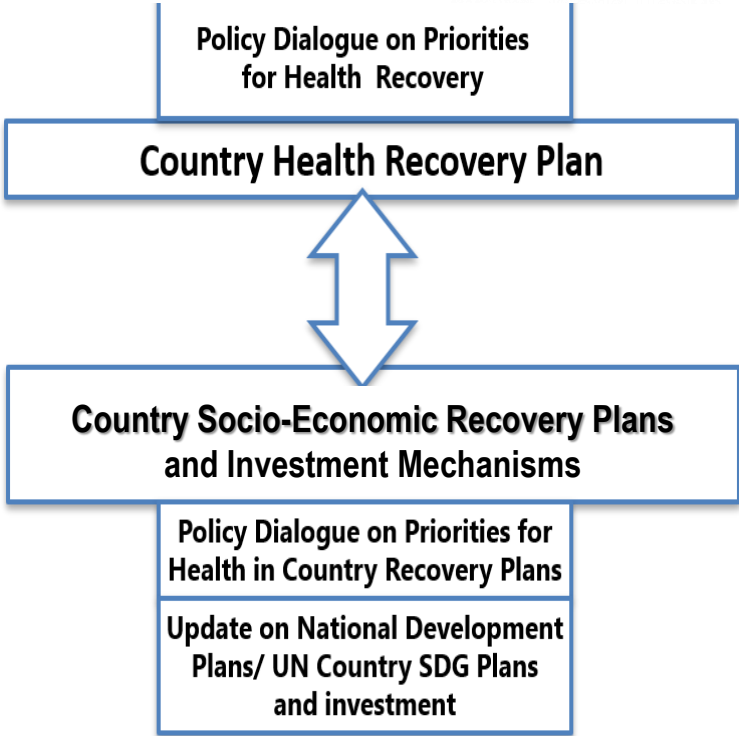 Policy Dialogue on Priorities
for Health Recovery
Country Health Recovery Plan
Country Socio-Economic Recovery Plans
and Investment Mechanisms
Policy Dialogue on Priorities for
Health in Country Recovery Plans
Update on National Development
Plans/ UN Country SDG Plans
and investment